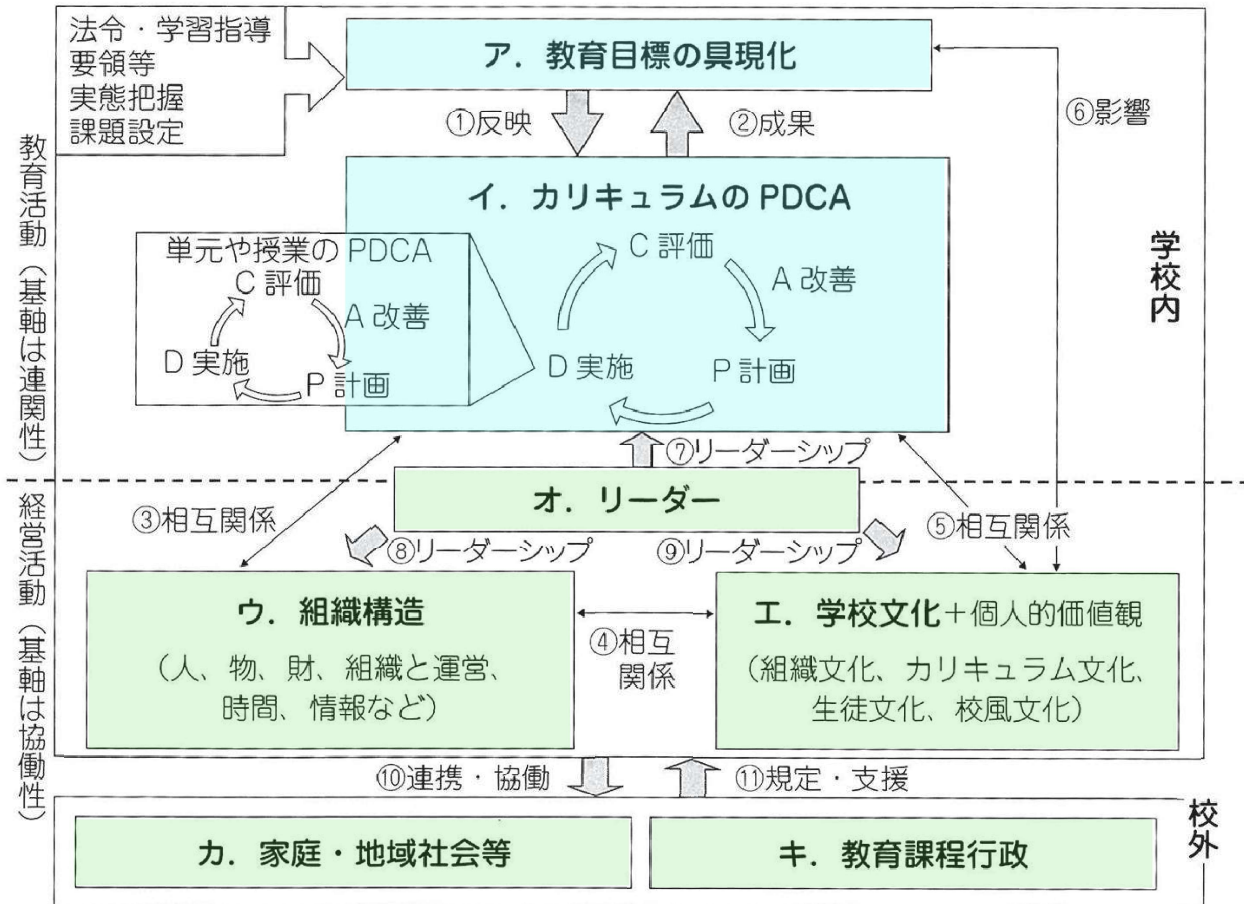 法令・学習指導
要領等
実態把握
課題設定
ア．教育目標の具現化
①反映
②成果
⑥影響
教育活動（基軸は連関性）
イ．カリキュラムの PDCA
単元や授業の PDCA
C 評価
A 改善
D 実施
P 計画
C 評価
A 改善
D 実施
P 計画
学校内
⑦リーダーシップ
オ．リーダー
③相互関係
⑤相互関係
⑧リーダーシップ
⑨リーダーシップ
経営活動（基軸は協働性）
ウ．組織構造
（人、物、財、組織と運営、
時間、情報など）
④相互
関係
エ．学校文化＋個人的価値観
（組織文化、カリキュラム文化、
生徒文化、校風文化）
⑩連携・協働
⑪規定・支援
校外
カ．家庭・地域社会等
キ．教育課程行政